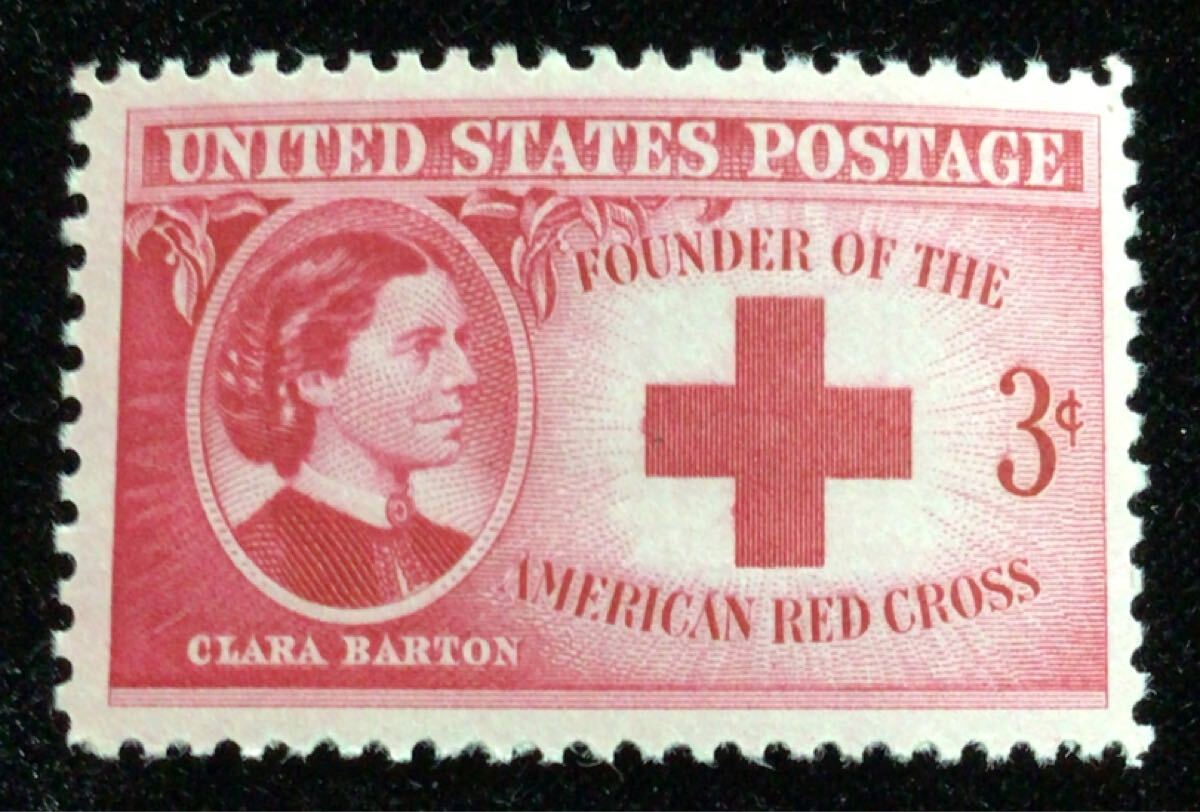 UNITED STATES POSTAGE
FOUNDER OF THE
3¢
AMERICAN RED CROSS
CLARA BARTON